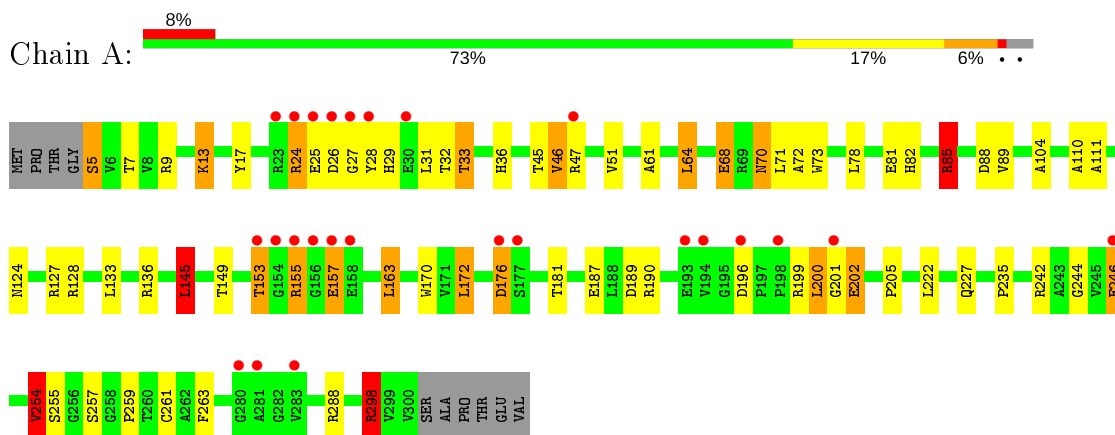 8%
Chain A:
73% 17% 6% • •
MET PRO THR GLY S5 V6 T7 V8 R9 K13 Y17 R23 R24 E25 D26 G27 Y28 H29 E30 L31 T32 T33 H36 T45 V46 R47 V51 A61 L64 E68 R69 N70 L71 A72 W73 L78 E81 H82 R85 D88 V89 A104 A110 A111
N124 R127 R128 L133 R136 L145 T149 T153 G154 R155 G156 E157 E158 L163 W170 V171 L172 D176 S177 T181 E187 L188 D189 R190 E193 V194 G195 D196 P197 P198 R199 L200 G201 E202 P205 L222 Q227 P235 R242 A243 G244 V245
V254 S255 G256 S257 G258 P259 T260 C261 A262 F263 G280 A281 G282 V283 R288 R298 V299 V300 SER ALA PRO THR GLU VAL